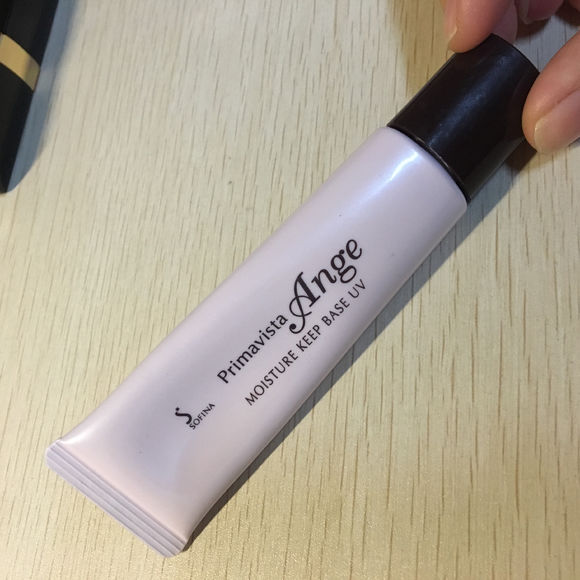 Primavista Ange
MOISTURE KEEP BASE UV
SOFINA